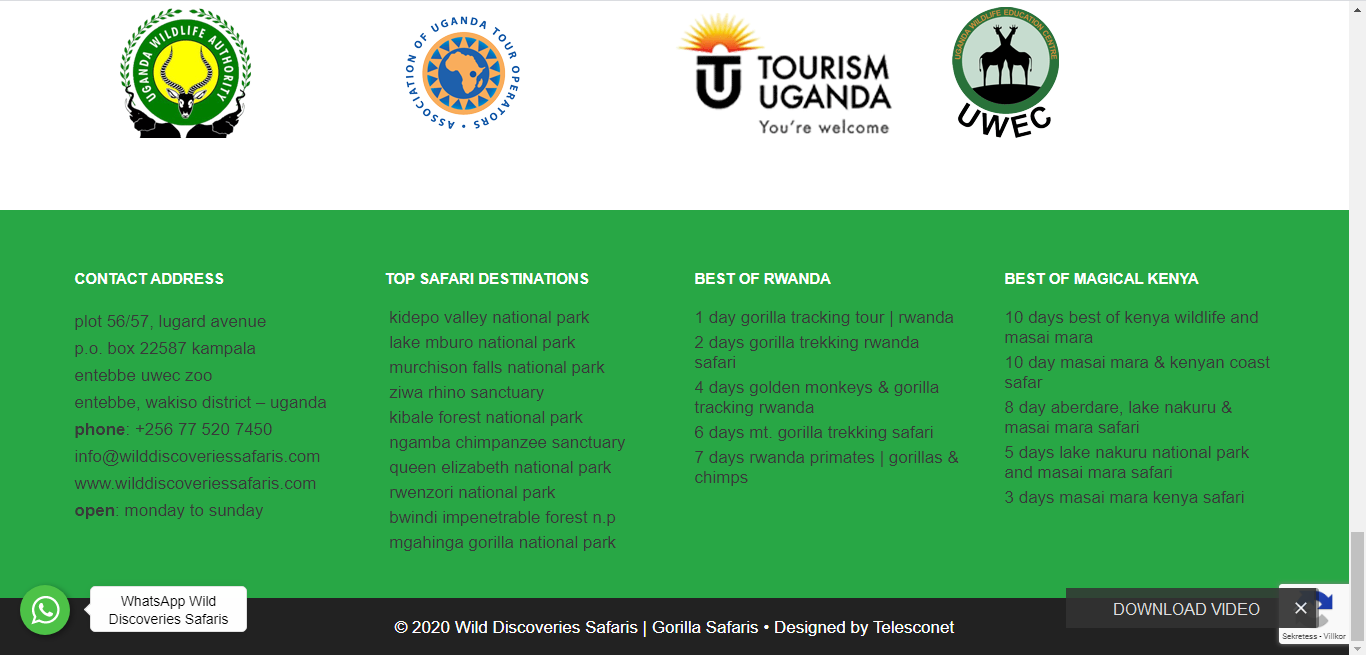 UGANDA WILDLIFE AUTHORITY
ASSOCIATION OF UGANDA TOUR OPERATORS •
TOURISM
UGANDA
You're welcome
UGANDA WILDLIFE EDUCATION CENTRE
UWEC
CONTACT ADDRESS
plot 56/57, lugard avenue
p.o. box 22587 kampala
entebbe uwec zoo
entebbe, wakiso district – uganda
phone: +256 77 520 7450
info@wilddiscoveriessafaris.com
www.wilddiscoveriessafaris.com
open: monday to sunday
TOP SAFARI DESTINATIONS
kidepo valley national park
lake mburo national park
murchison falls national park
ziwa rhino sanctuary
kibale forest national park
ngamba chimpanzee sanctuary
queen elizabeth national park
rwenzori national park
bwindi impenetrable forest n.p
mgahinga gorilla national park
BEST OF RWANDA
1 day gorilla tracking tour | rwanda
2 days gorilla trekking rwanda
safari
4 days golden monkeys & gorilla
tracking rwanda
6 days mt. gorilla trekking safari
7 days rwanda primates | gorillas &
chimps
BEST OF MAGICAL KENYA
10 days best of kenya wildlife and
masai mara
10 day masai mara & kenyan coast
safar
8 day aberdare, lake nakuru &
masai mara safari
5 days lake nakuru national park
and masai mara safari
3 days masai mara kenya safari
WhatsApp Wild
Discoveries Safaris
© 2020 Wild Discoveries Safaris | Gorilla Safaris • Designed by Telesconet
DOWNLOAD VIDEO
Sekretess • Villkor